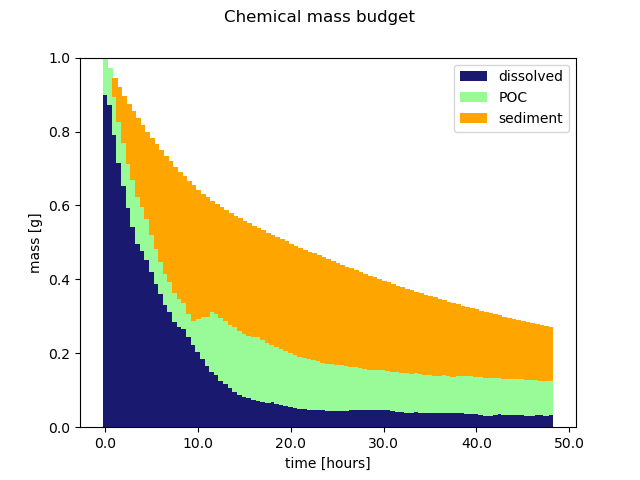 Chemical mass budget
1.0
0.8
0.6
0.4
0.2
0.0
mass [g]
dissolved
POC
sediment
0.0 10.0 20.0 30.0 40.0 50.0
time [hours]